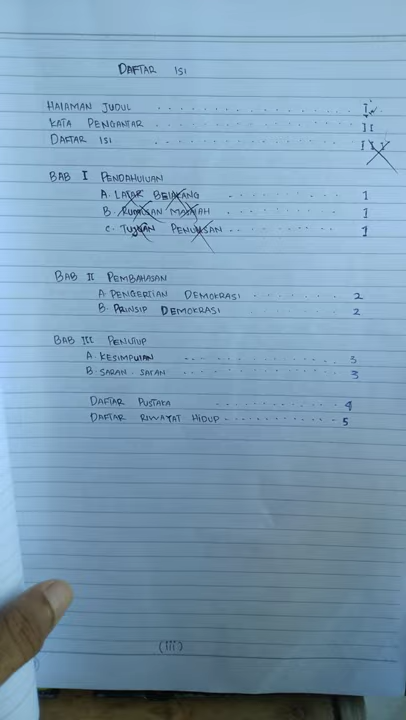 DAFTAR ISI
HALAMAN JUDUL . . . . . . . . . . . . I
KATA PENGANTAR . . . . . . . . . . . . II
DAFTAR ISI . . . . . . . . . . . . III
BAB I PENDAHULUAN
A. LATAR BELAKANG . . . . . . . . . 1
B. RUMUSAN MASALAH . . . . . . . . . 1
C. TUJUAN PENULISAN . . . . . . . . . 1
BAB II PEMBAHASAN
A. PENGERTIAN DEMOKRASI . . . . . . . 2
B. PRINSIP DEMOKRASI . . . . . . . 2
BAB III PENUTUP
A. KESIMPULAN . . . . . . . . . . . 3
B. SARAN-SARAN . . . . . . . . . . . 3
DAFTAR PUSTAKA . . . . . . . . . 4
DAFTAR RIWAYAT HIDUP . . . . . . . . . 5
(iii)